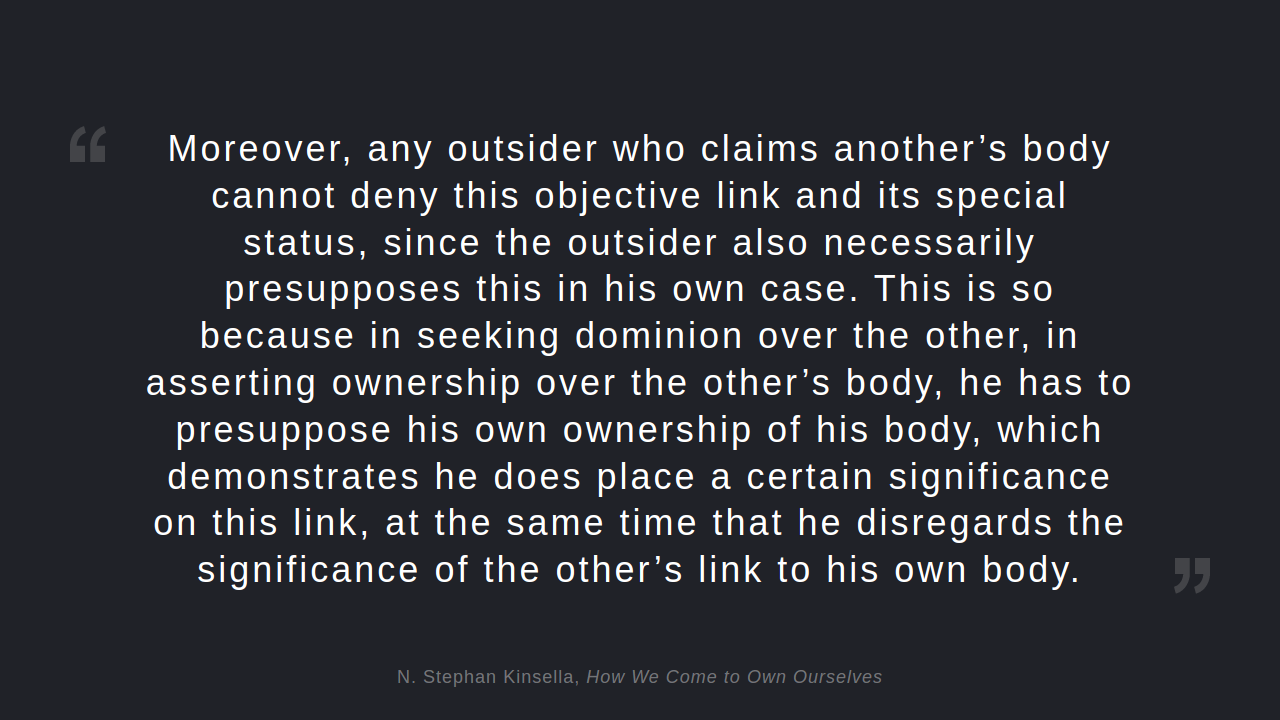 “ Moreover, any outsider who claims another’s body
cannot deny this objective link and its special
status, since the outsider also necessarily
presupposes this in his own case. This is so
because in seeking dominion over the other, in
asserting ownership over the other’s body, he has to
presuppose his own ownership of his body, which
demonstrates he does place a certain significance
on this link, at the same time that he disregards the
significance of the other’s link to his own body. ”
N. Stephan Kinsella, How We Come to Own Ourselves